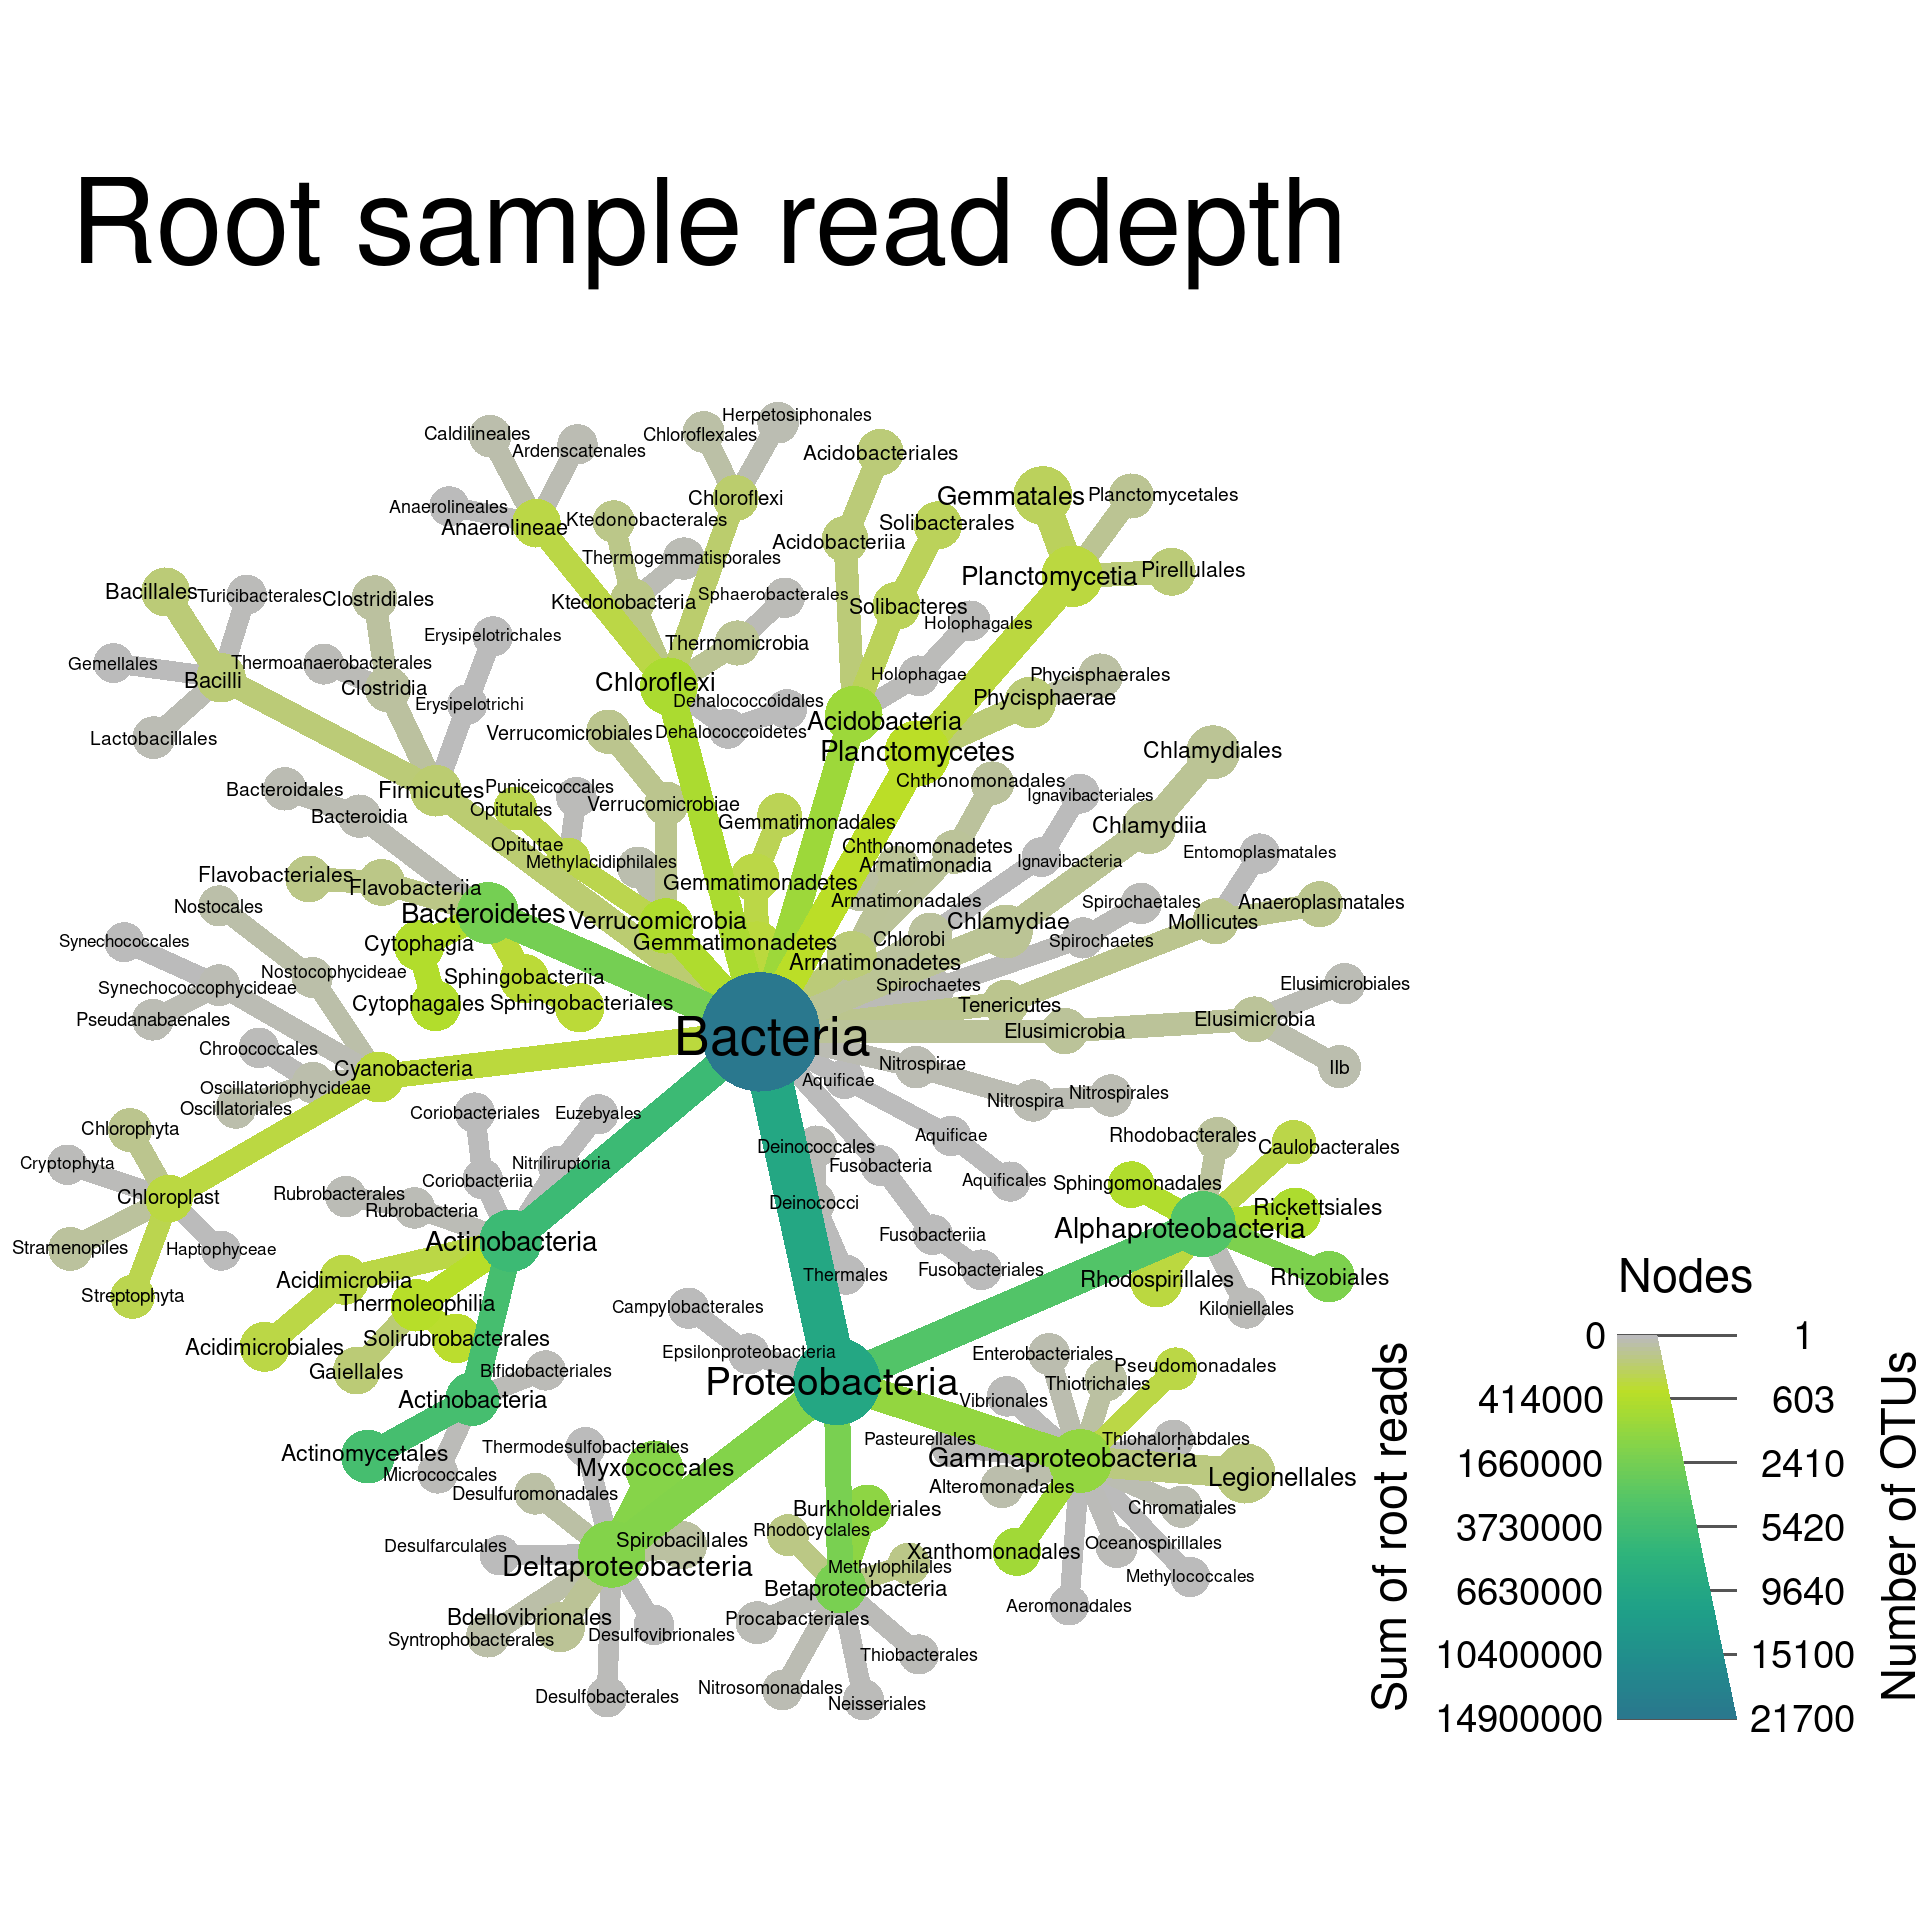 Root sample read depth
Herpetosiphonales
Caldilineales
Chloroflexales
Ardenscatenales
Acidobacteriales
Gemmatales
Planctomycetales
Chloroflexi
Anaerolineales
Anaerolineae
Ktedonobacterales
Solibacterales
Acidobacteriia
Thermogemmatisporales
Planctomycetia
Pirellulales
Bacillales
Turicibacterales
Clostridiales
Ktedonobacteria
Sphaerobacterales
Solibacteres
Holophagales
Erysipelotrichales
Thermomicrobia
Gemellales
Thermoanaerobacterales
Bacilli
Clostridia
Chloroflexi
Holophagae
Phycisphaerales
Phycisphaerae
Erysipelotrichi
Dehalococcoidales
Acidobacteria
Lactobacillales
Verrucomicrobiales
Dehalococcoidetes
Planctomycetes
Chlamydiales
Bacteroidales
Firmicutes
Puniceicoccales
Chthonomonadales
Ignavibacteriales
Opitutales
Verrucomicrobiae
Bacteroidia
Gemmatimonadales
Chlamydiia
Opitutae
Methylacidiphilales
Chthonomonadetes
Armatimonadia
Ignavibacteria
Entomoplasmatales
Flavobacteriales
Flavobacteriia
Gemmatimonadetes
Nostocales
Bacteroidetes
Verrucomicrobia
Armatimonadales
Spirochaetales
Anaeroplasmatales
Chlamydiae
Mollicutes
Synechococcales
Cytophagia
Gemmatimonadetes
Chlorobi
Spirochaetes
Armatimonadetes
Nostocophycideae
Sphingobacteriia
Spirochaetes
Elusimicrobiales
Synechococcophycideae
Cytophagales
Sphingobacteriales
Tenericutes
Pseudanabaenales
Bacteria
Elusimicrobia
Elusimicrobia
Chroococcales
Cyanobacteria
Nitrospirae
IIb
Oscillatoriophycideae
Aquificae
Nitrospirales
Oscillatoriales
Coriobacteriales
Euzebyales
Nitrospira
Chlorophyta
Deinococcales
Aquificae
Rhodobacterales
Caulobacterales
Cryptophyta
Nitriliruptoria
Fusobacteria
Coriobacteriia
Aquificales
Sphingomonadales
Chloroplast
Rubrobacterales
Rubrobacteria
Deinococci
Rickettsiales
Alphaproteobacteria
Stramenopiles
Haptophyceae
Actinobacteria
Fusobacteriia
Acidimicrobiia
Thermales
Fusobacteriales
Rhodospirillales
Rhizobiales
Streptophyta
Thermoleophilia
Campylobacterales
Kiloniellales
Acidimicrobiales
Solirubrobacterales
Epsilonproteobacteria
Enterobacteriales
Gaiellales
Bifidobacteriales
Proteobacteria
Thiotrichales
Pseudomonadales
Actinobacteria
Vibrionales
Actinomycetales
Thermodesulfobacteriales
Pasteurellales
Thiohalorhabdales
Micrococcales
Myxococcales
Gammaproteobacteria
Legionellales
Desulfuromonadales
Alteromonadales
Burkholderiales
Chromatiales
Rhodocyclales
Desulfarculales
Spirobacillales
Xanthomonadales
Oceanospirillales
Deltaproteobacteria
Methylophilales
Methylococcales
Betaproteobacteria
Bdellovibrionales
Procabacteriales
Aeromonadales
Syntrophobacterales
Desulfovibrionales
Thiobacterales
Desulfobacterales
Nitrosomonadales
Neisseriales
Nodes
0 1
414000 603
1660000 2410
3730000 5420
6630000 9640
10400000 15100
14900000 21700
Sum of root reads
Number of OTUs